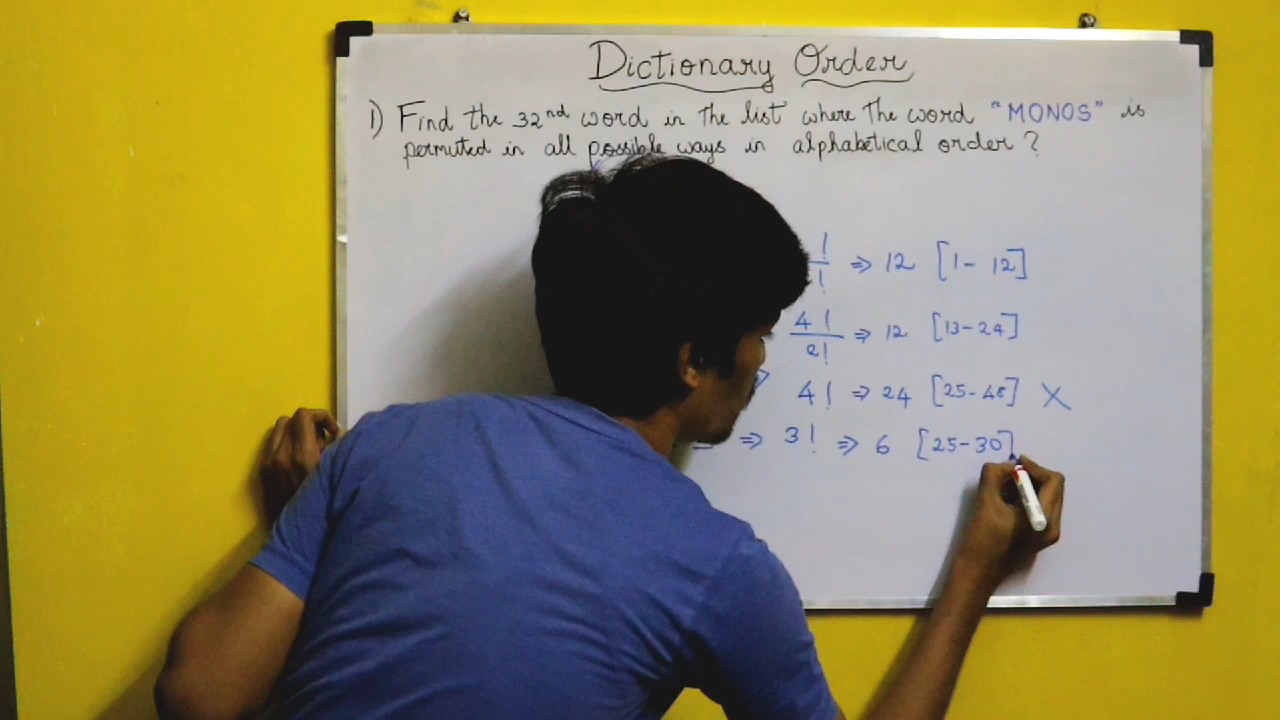 Dictionary Order
1) Find the 32nd word in the list where the word "MONOS" is
permuted in all possible ways in alphabetical order ?
! / ! ⇒ 12 [1 - 12]
4! / 2! ⇒ 12 [13-24]
4! ⇒ 24 [25-48] X
⇒ 3! ⇒ 6 [25-30]